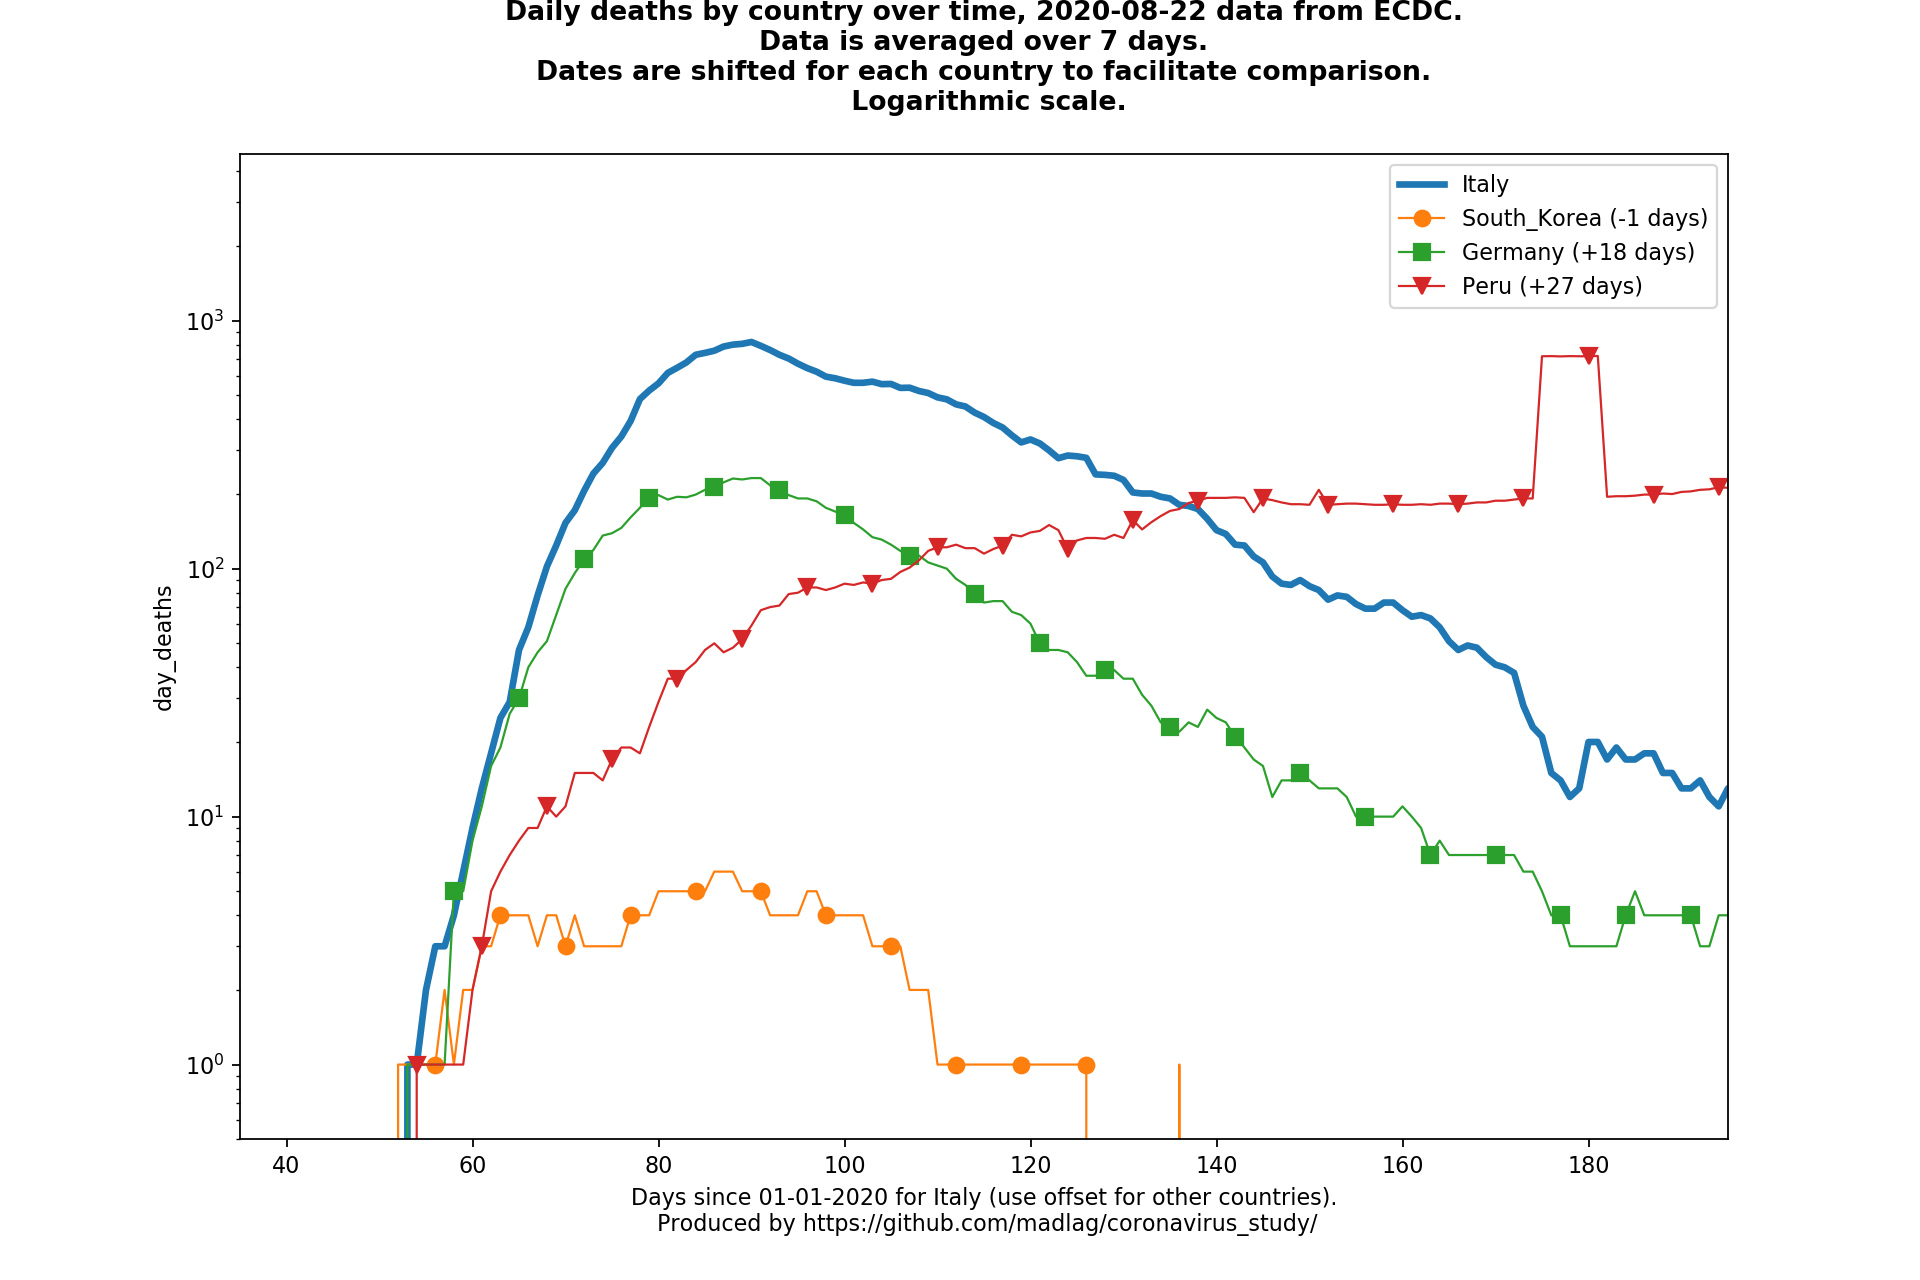 Daily deaths by country over time, 2020-08-22 data from ECDC.
Data is averaged over 7 days.
Dates are shifted for each country to facilitate comparison.
Logarithmic scale.
Italy
South_Korea (-1 days)
Germany (+18 days)
Peru (+27 days)
day_deaths
10³
10²
10¹
10⁰
40 60 80 100 120 140 160 180
Days since 01-01-2020 for Italy (use offset for other countries).
Produced by https://github.com/madlag/coronavirus_study/